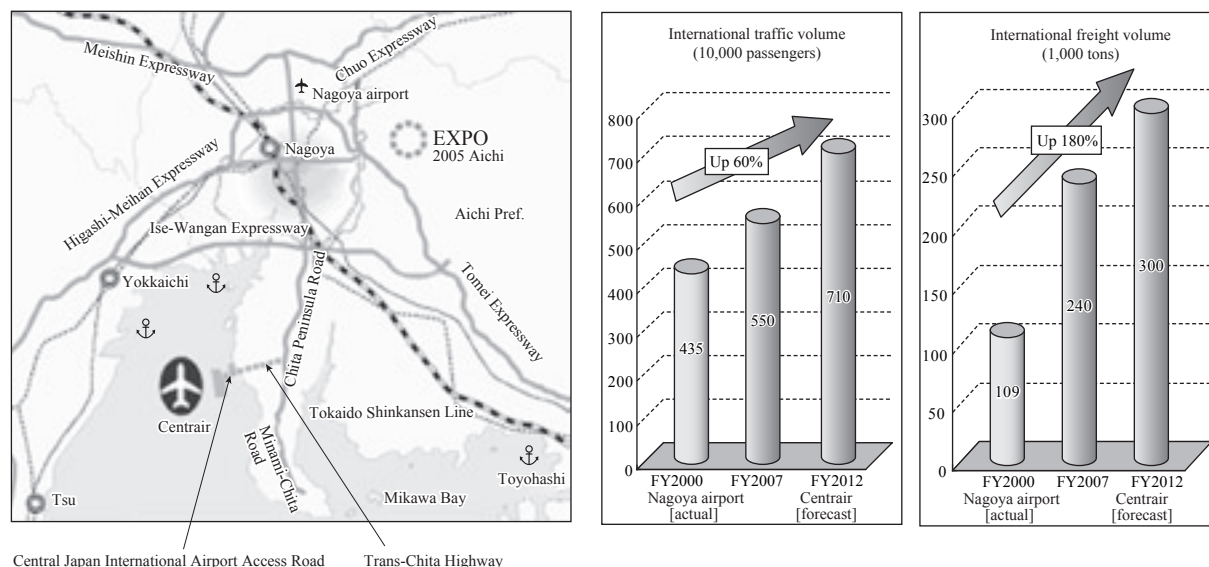 Meishin Expressway
Chuo Expressway
Nagoya airport
EXPO
2005 Aichi
Nagoya
Higashi-Meihan Expressway
Aichi Pref.
Ise-Wangan Expressway
Yokkaichi
Chita Peninsula Road
Tomei Expressway
Centrair
Tokaido Shinkansen Line
Minami-Chita
Road
Toyohashi
Tsu
Mikawa Bay
Central Japan International Airport Access Road
Trans-Chita Highway
International traffic volume
(10,000 passengers)
800
700
600
500
400
300
200
100
0
Up 60%
435
550
710
FY2000
FY2007
FY2012
Nagoya airport
[actual]
Centrair
[forecast]
International freight volume
(1,000 tons)
300
250
200
150
100
50
0
Up 180%
109
240
300
FY2000
FY2007
FY2012
Nagoya airport
[actual]
Centrair
[forecast]